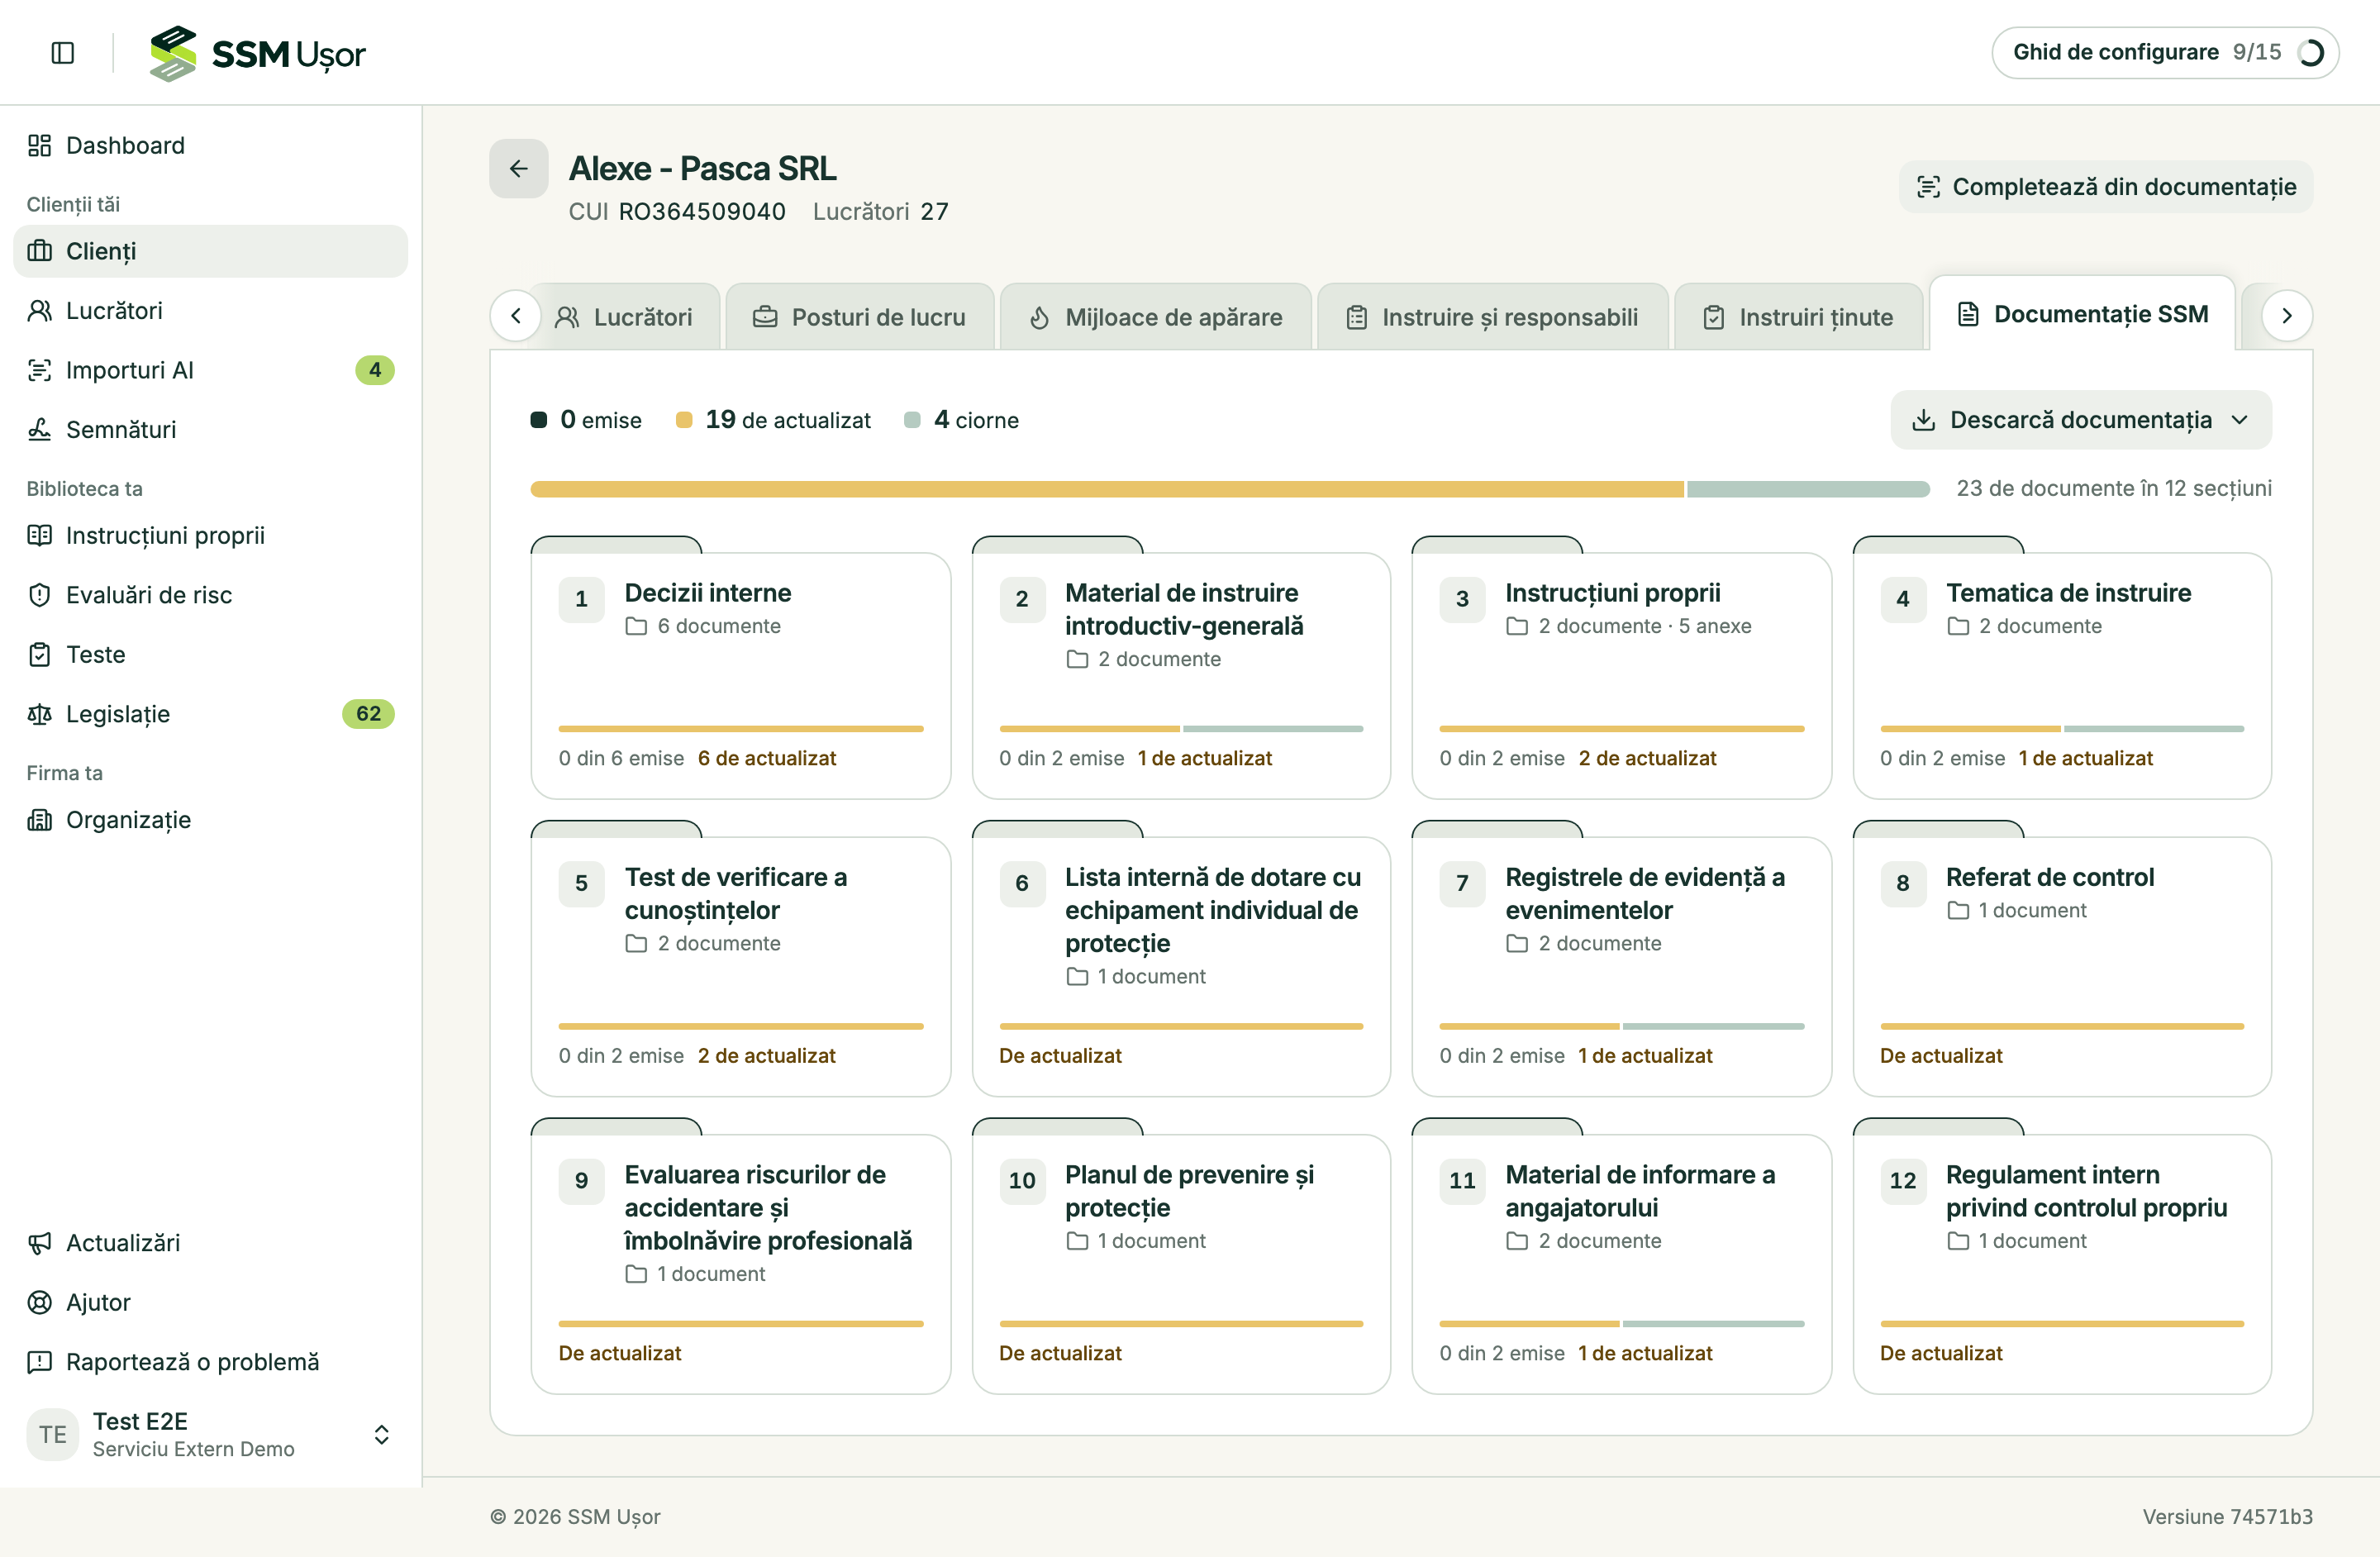 SSM Ușor
Ghid de configurare 9/15
Dashboard
Clienții tăi
Clienți
Lucrători
Importuri AI 4
Semnături
Biblioteca ta
Instrucțiuni proprii
Evaluări de risc
Teste
Legislație 62
Firma ta
Organizație
Actualizări
Ajutor
Raportează o problemă
TE
Test E2E
Serviciu Extern Demo
Alexe - Pasca SRL
CUI RO364509040 Lucrători 27
Completează din documentație
Lucrători
Posturi de lucru
Mijloace de apărare
Instruire și responsabili
Instruiri ținute
Documentație SSM
0 emise 19 de actualizat 4 ciorne
Descarcă documentația
23 de documente în 12 secțiuni
1
Decizii interne
6 documente
0 din 6 emise 6 de actualizat
2
Material de instruire
introductiv-generală
2 documente
0 din 2 emise 1 de actualizat
3
Instrucțiuni proprii
2 documente · 5 anexe
0 din 2 emise 2 de actualizat
4
Tematica de instruire
2 documente
0 din 2 emise 1 de actualizat
5
Test de verificare a
cunoștințelor
2 documente
0 din 2 emise 2 de actualizat
6
Lista internă de dotare cu
echipament individual de
protecție
1 document
De actualizat
7
Registrele de evidență a
evenimentelor
2 documente
0 din 2 emise 1 de actualizat
8
Referat de control
1 document
De actualizat
9
Evaluarea riscurilor de
accidentare și
îmbolnăvire profesională
1 document
De actualizat
10
Planul de prevenire și
protecție
1 document
De actualizat
11
Material de informare a
angajatorului
2 documente
0 din 2 emise 1 de actualizat
12
Regulament intern
privind controlul propriu
1 document
De actualizat
© 2026 SSM Ușor
Versiune 74571b3